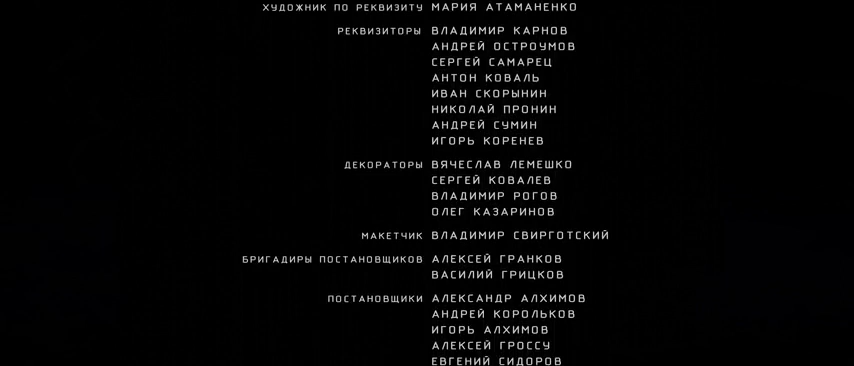 ХУДОЖНИК ПО РЕКВИЗИТУ МАРИЯ АТАМАНЕНКО
РЕКВИЗИТОРЫ ВЛАДИМИР КАРНОВ
АНДРЕЙ ОСТРОУМОВ
СЕРГЕЙ САМАРЕЦ
АНТОН КОВАЛЬ
ИВАН СКОРЫНИН
НИКОЛАЙ ПРОНИН
АНДРЕЙ СУМИН
ИГОРЬ КОРЕНЕВ
ДЕКОРАТОРЫ ВЯЧЕСЛАВ ЛЕМЕШКО
СЕРГЕЙ КОВАЛЕВ
ВЛАДИМИР РОГОВ
ОЛЕГ КАЗАРИНОВ
МАКЕТЧИК ВЛАДИМИР СВИРГОТСКИЙ
БРИГАДИРЫ ПОСТАНОВЩИКОВ АЛЕКСЕЙ ГРАНКОВ
ВАСИЛИЙ ГРИЦКОВ
ПОСТАНОВЩИКИ АЛЕКСАНДР АЛХИМОВ
АНДРЕЙ КОРОЛЬКОВ
ИГОРЬ АЛХИМОВ
АЛЕКСЕЙ ГРОССУ
ЕВГЕНИЙ СИДОРОВ